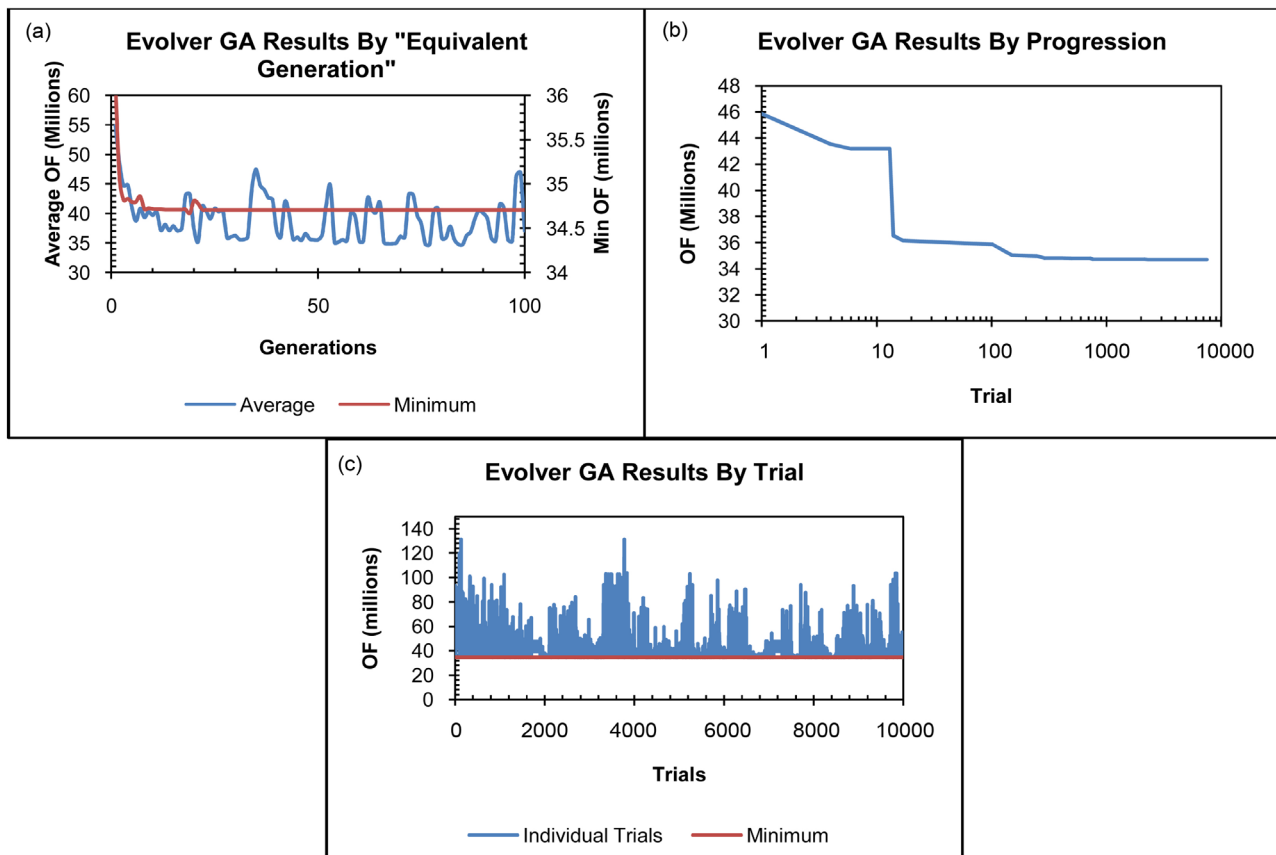 (a)
Evolver GA Results By "Equivalent
Generation"
Average OF (Millions)
60
55
50
45
40
35
30
Min OF (millions)
36
35.5
35
34.5
34
0
50
100
Generations
Average
Minimum
(b)
Evolver GA Results By Progression
OF (Millions)
48
46
44
42
40
38
36
34
32
30
1
10
100
1000
10000
Trial
(c)
Evolver GA Results By Trial
OF (millions)
140
120
100
80
60
40
20
0
0
2000
4000
6000
8000
10000
Trials
Individual Trials
Minimum